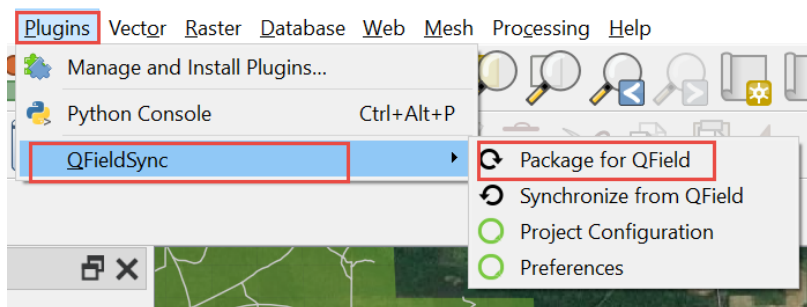 Plugins Vector Raster Database Web Mesh Processing Help
Manage and Install Plugins...
Python Console Ctrl+Alt+P
QFieldSync
Package for QField
Synchronize from QField
Project Configuration
Preferences